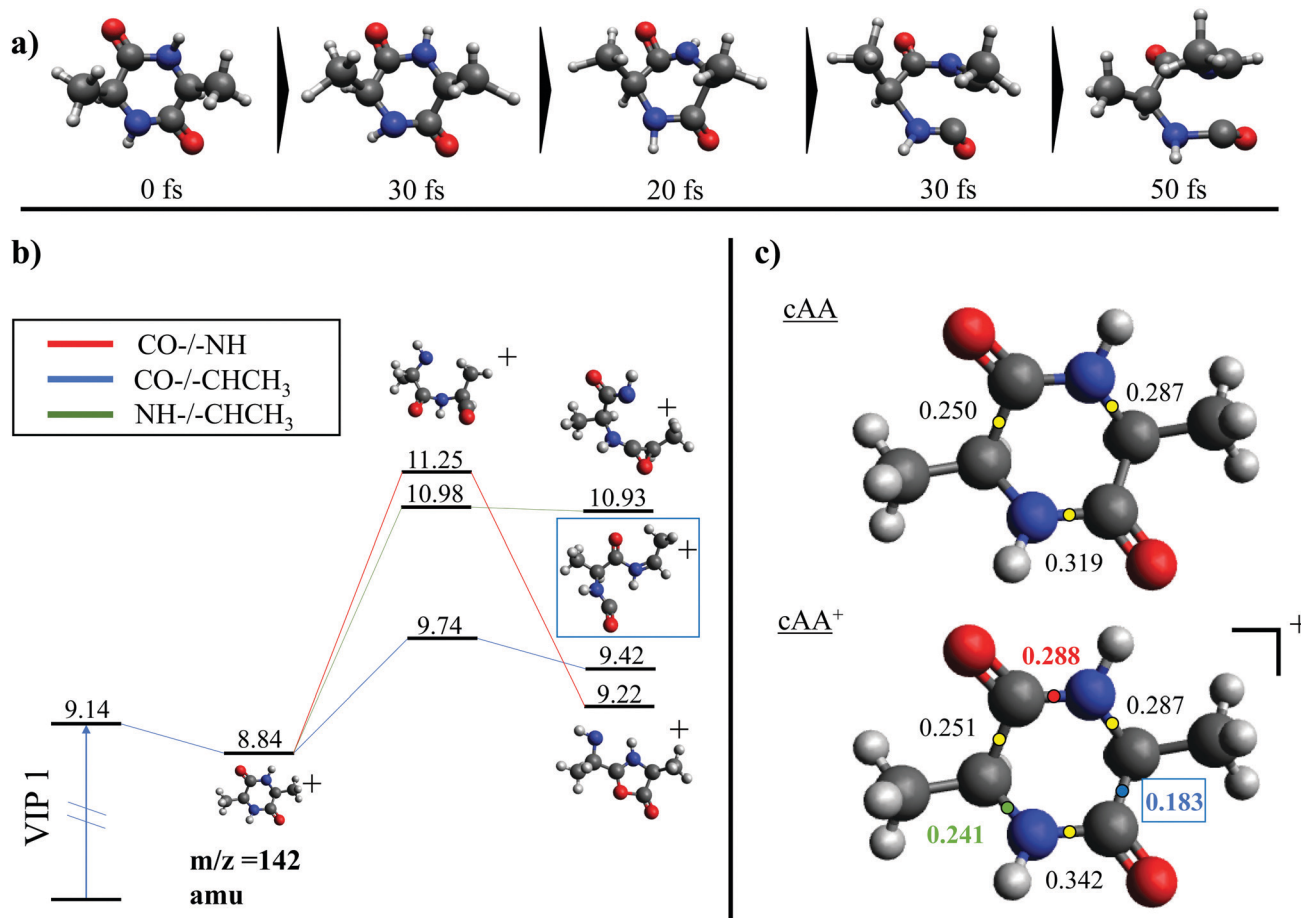 a)
0 fs
30 fs
20 fs
30 fs
50 fs
b)
CO-/-NH
CO-/-CHCH₃
NH-/-CHCH₃
+
+
11.25
10.98
10.93
+
9.74
9.42
9.22
9.14
8.84
+
+
VIP 1
m/z =142
amu
c)
cAA
0.250
0.287
0.319
cAA⁺
+
0.288
0.251
0.287
0.183
0.241
0.342